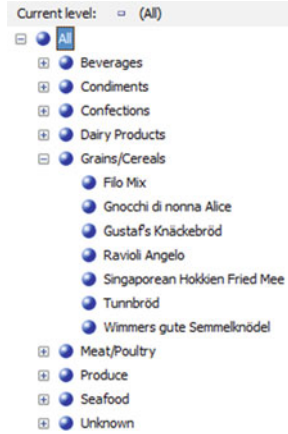 Current level: (All)
All
Beverages
Condiments
Confections
Dairy Products
Grains/Cereals
Filo Mix
Gnocchi di nonna Alice
Gustaf's Knäckebröd
Ravioli Angelo
Singaporean Hokkien Fried Mee
Tunnbröd
Wimmers gute Semmelknödel
Meat/Poultry
Produce
Seafood
Unknown